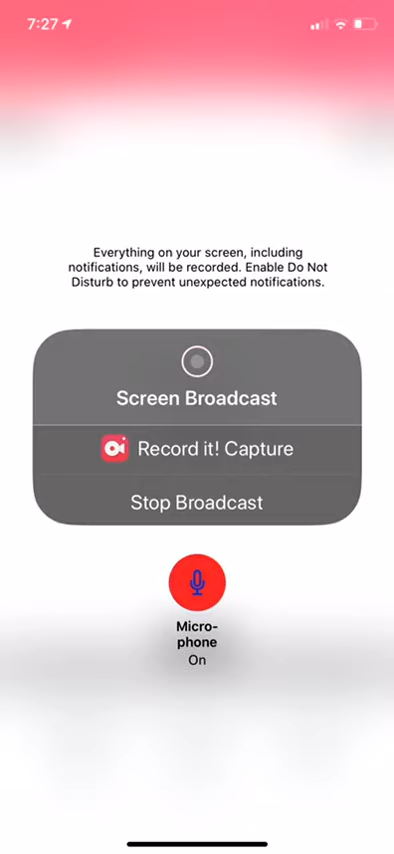 7:27
Everything on your screen, including
notifications, will be recorded. Enable Do Not
Disturb to prevent unexpected notifications.
Screen Broadcast
Record it! Capture
Stop Broadcast
Micro-
phone
On